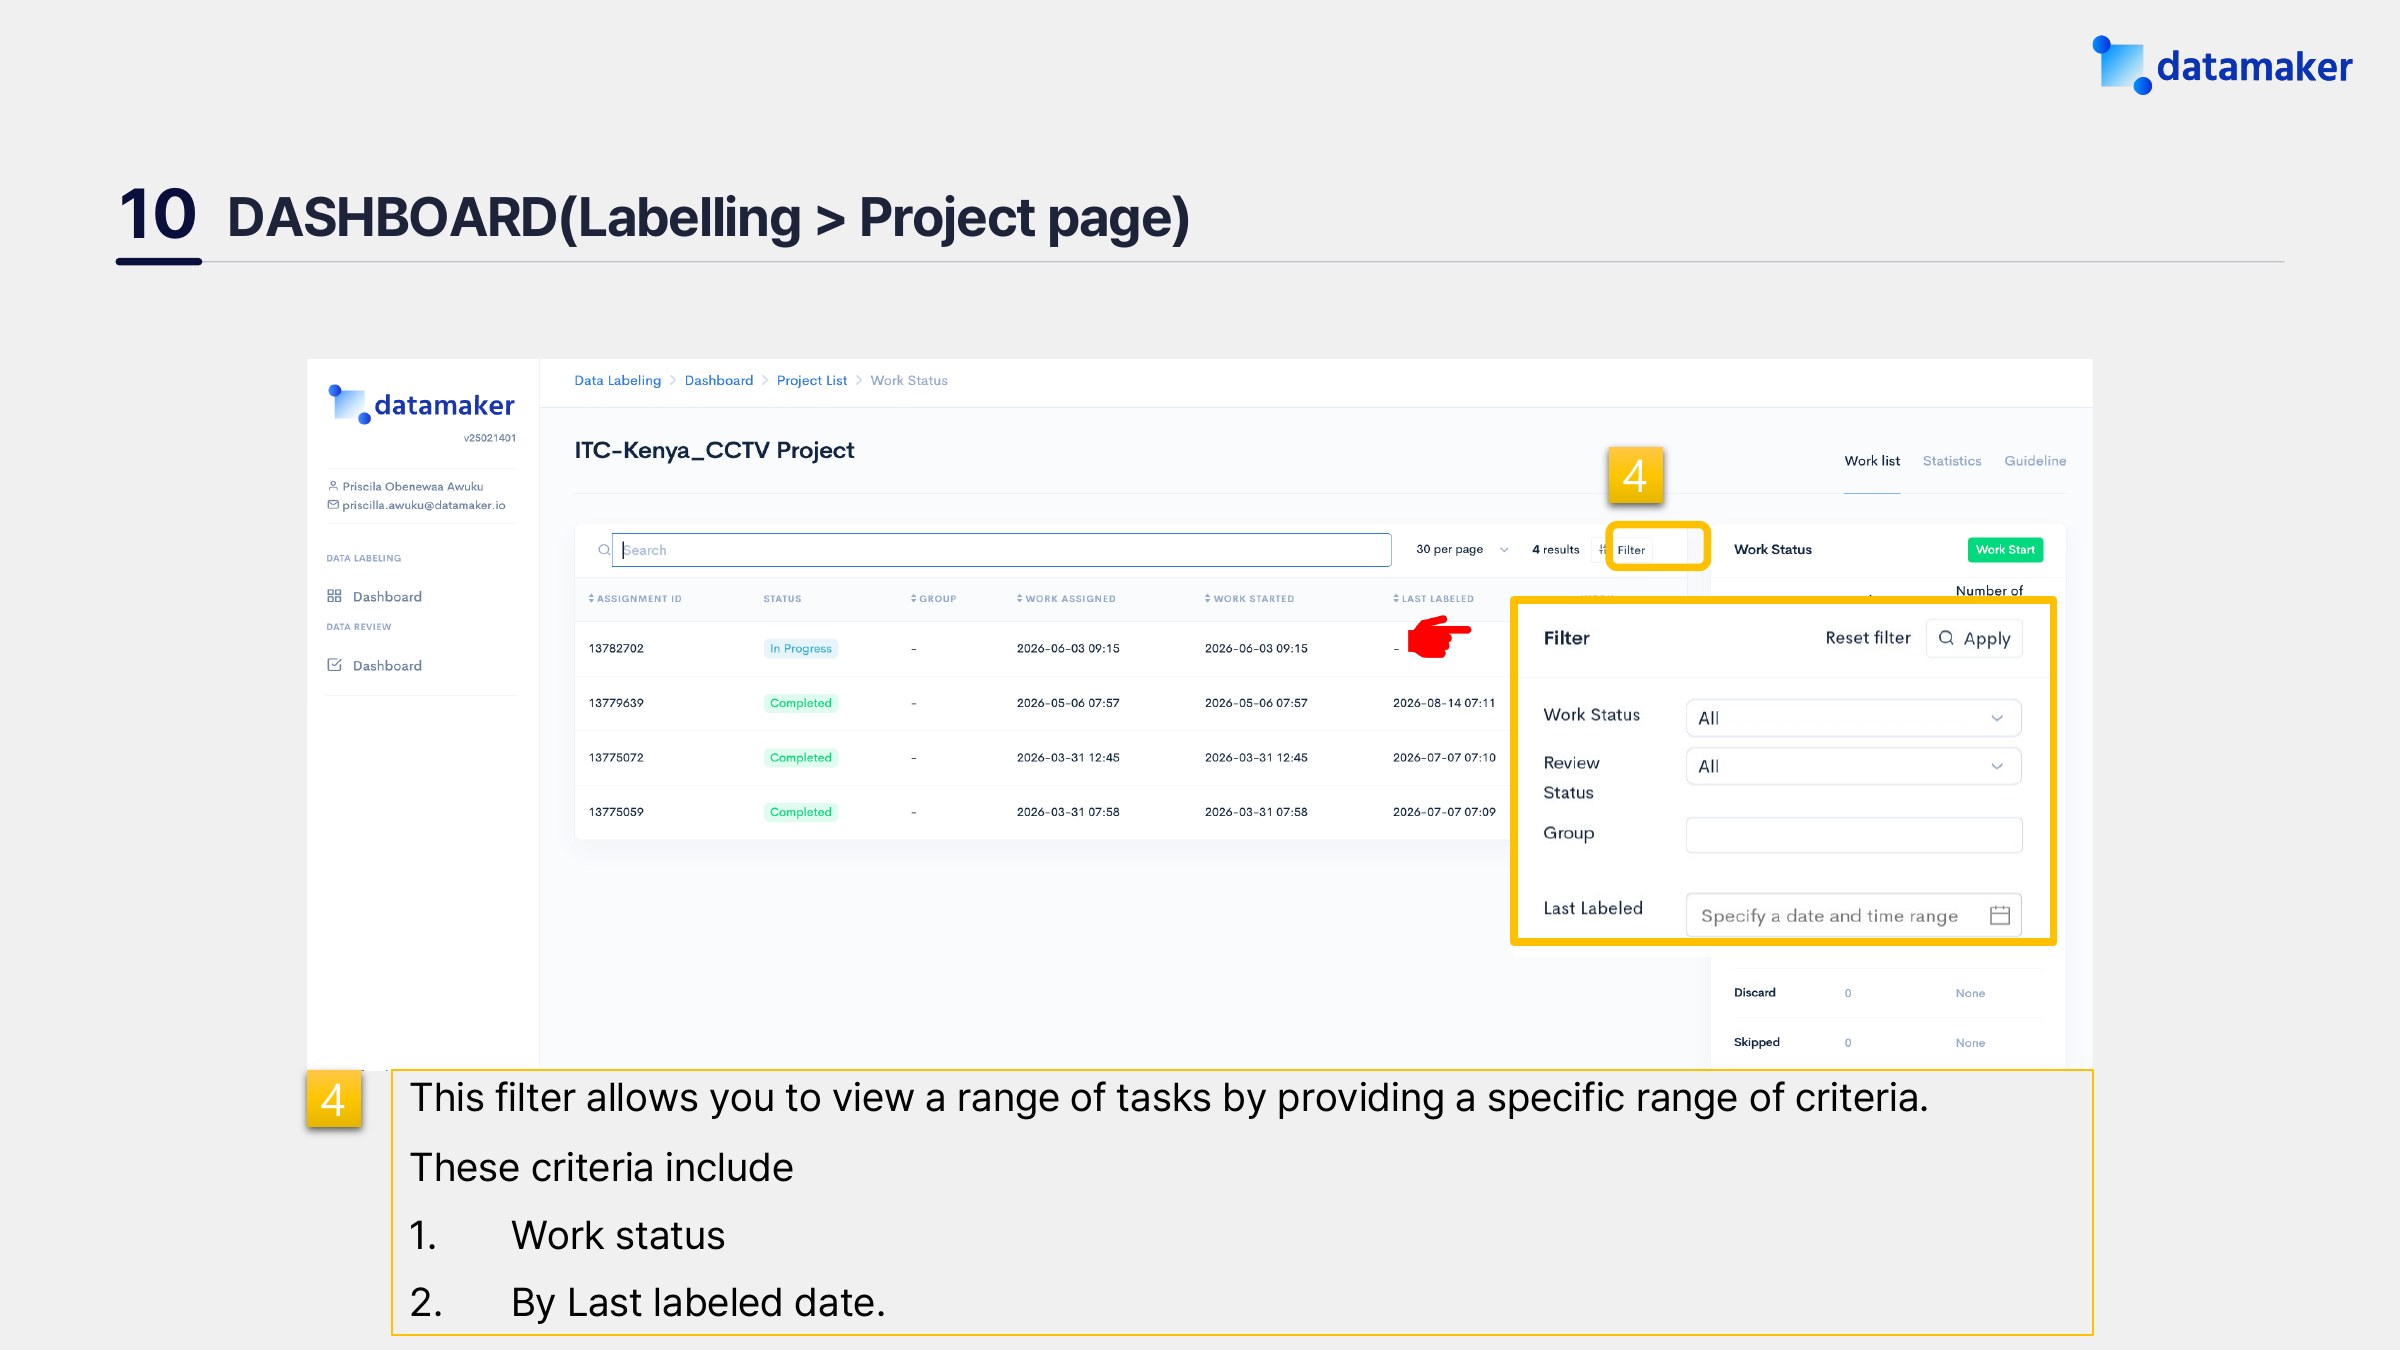 datamaker
10 DASHBOARD(Labelling > Project page)
datamaker
v25021401
Priscila Obenewaa Awuku
priscilla.awuku@datamaker.io
DATA LABELING
Dashboard
DATA REVIEW
Dashboard
Data Labeling > Dashboard > Project List > Work Status
ITC-Kenya_CCTV Project
4
Work list Statistics Guideline
Search 30 per page 4 results Filter
ASSIGNMENT ID STATUS GROUP WORK ASSIGNED WORK STARTED LAST LABELED
13782702 In Progress - 2026-06-03 09:15 2026-06-03 09:15 -
13779639 Completed - 2026-05-06 07:57 2026-05-06 07:57 2026-08-14 07:11
13775072 Completed - 2026-03-31 12:45 2026-03-31 12:45 2026-07-07 07:10
13775059 Completed - 2026-03-31 07:58 2026-03-31 07:58 2026-07-07 07:09
Work Status Work Start
Number of
Filter Reset filter Apply
Work Status All
Review All
Status
Group
Last Labeled Specify a date and time range
Discard 0 None
Skipped 0 None
4
This filter allows you to view a range of tasks by providing a specific range of criteria.
These criteria include
1. Work status
2. By Last labeled date.